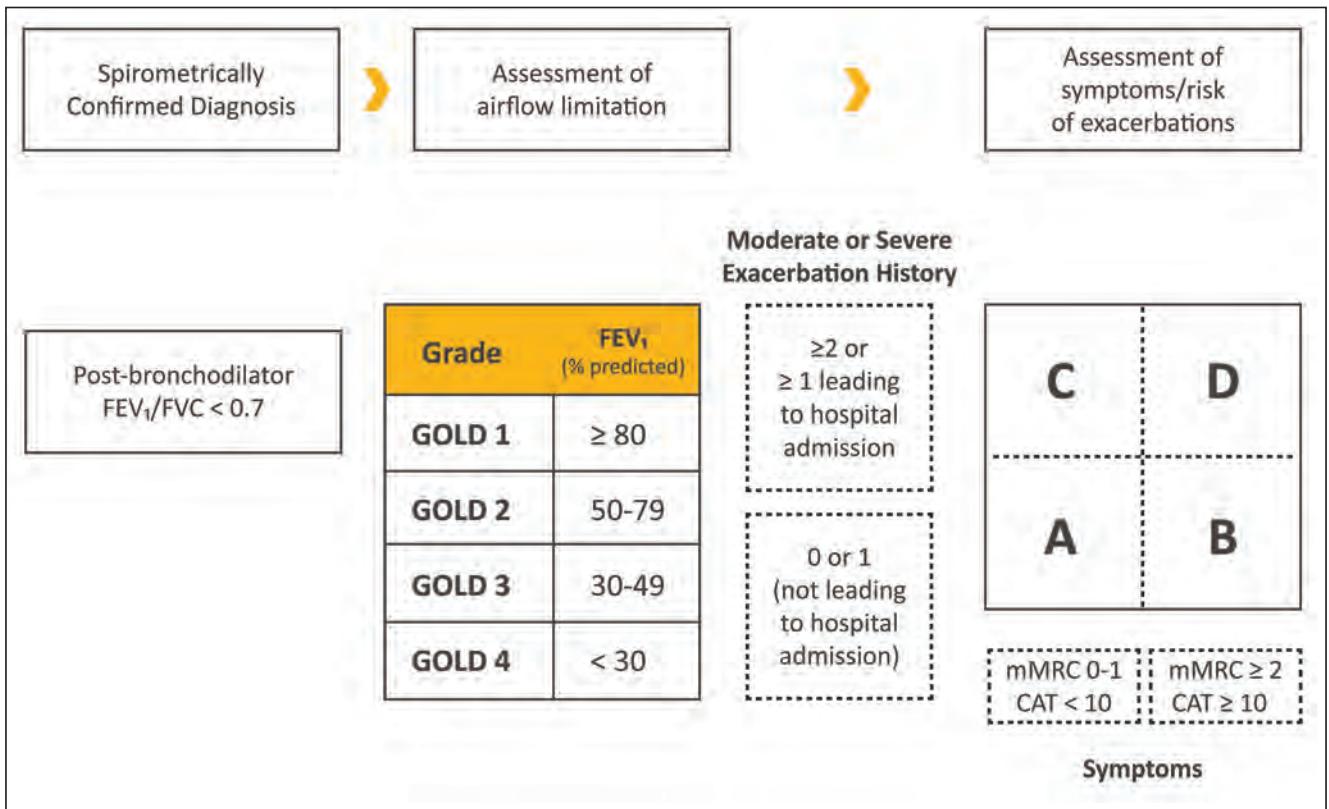 Spirometrically
Confirmed Diagnosis
Assessment of
airflow limitation
Assessment of
symptoms/risk
of exacerbations
Post-bronchodilator
FEV₁/FVC < 0.7
Grade
FEV₁
(% predicted)
GOLD 1
≥ 80
GOLD 2
50-79
GOLD 3
30-49
GOLD 4
< 30
Moderate or Severe
Exacerbation History
≥2 or
≥ 1 leading
to hospital
admission
0 or 1
(not leading
to hospital
admission)
C
D
A
B
mMRC 0-1
CAT < 10
mMRC ≥ 2
CAT ≥ 10
Symptoms